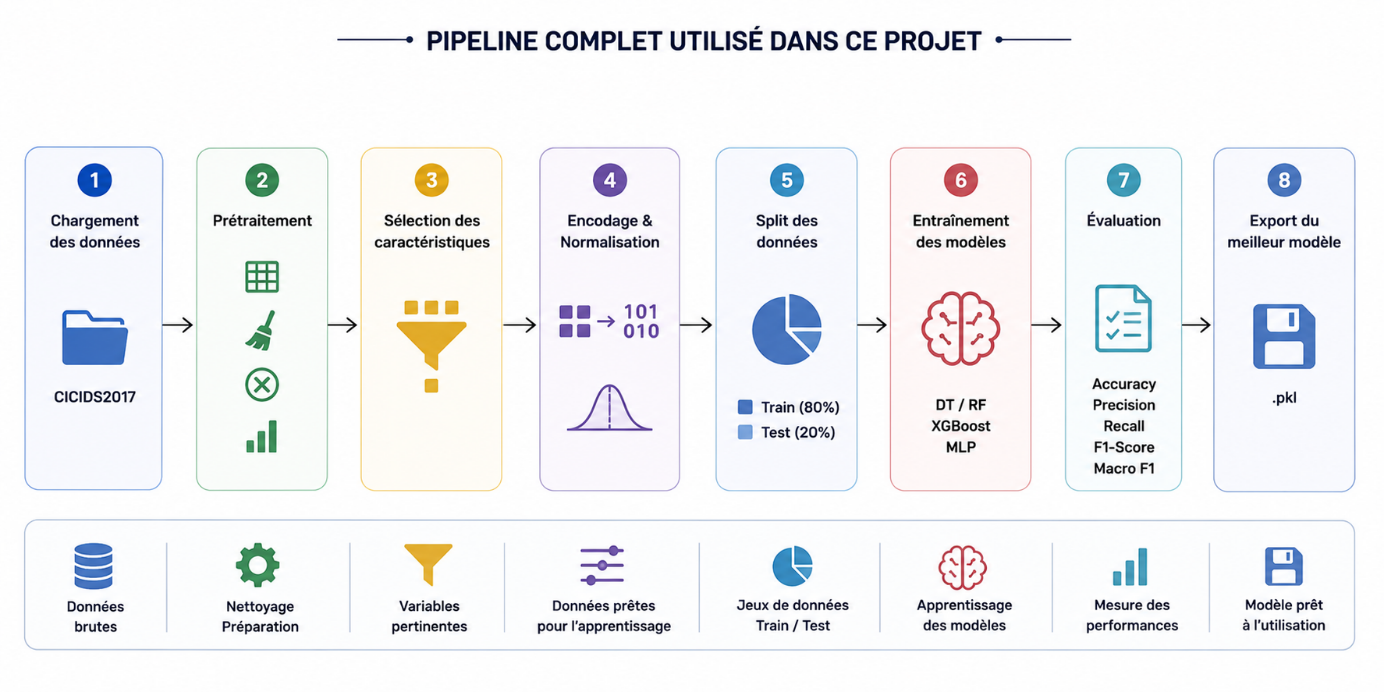 PIPELINE COMPLET UTILISÉ DANS CE PROJET
1
Chargement
des données
CICIDS2017
2
Prétraitement
3
Sélection des
caractéristiques
4
Encodage &
Normalisation
101
010
5
Split des
données
Train (80%)
Test (20%)
6
Entraînement
des modèles
DT / RF
XGBoost
MLP
7
Évaluation
Accuracy
Precision
Recall
F1-Score
Macro F1
8
Export du
meilleur modèle
.pkl
Données
brutes
Nettoyage
Préparation
Variables
pertinentes
Données prêtes
pour l'apprentissage
Jeux de données
Train / Test
Apprentissage
des modèles
Mesure des
performances
Modèle prêt
à l'utilisation